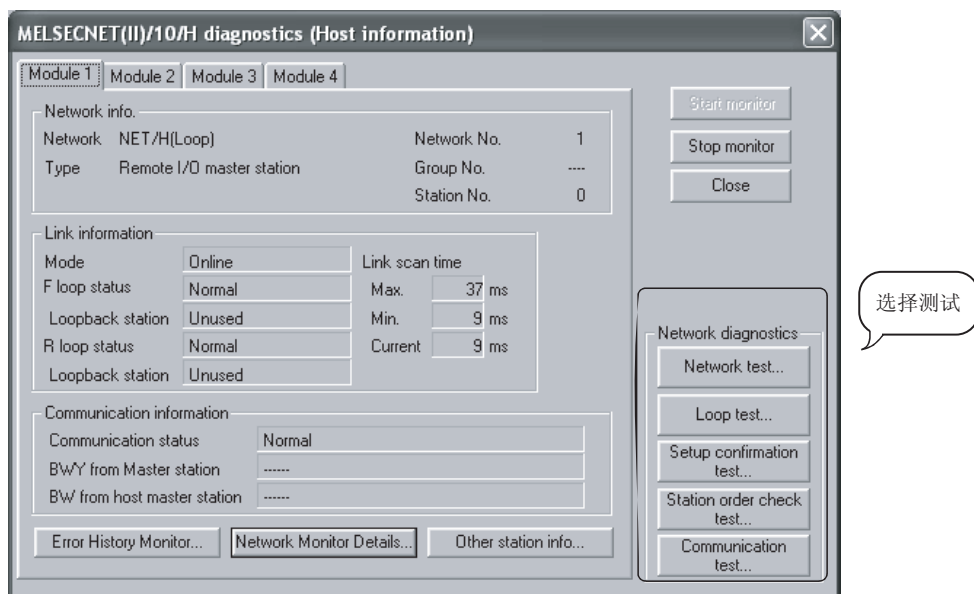 MELSECNET(II)/10/H diagnostics (Host information)
Module 1 Module 2 Module 3 Module 4
Network info.
Network NET/H(Loop) Network No. 1
Type Remote I/O master station Group No. ----
Station No. 0
Start monitor
Stop monitor
Close
Link information
Mode Online Link scan time
F loop status Normal Max. 37 ms
Loopback station Unused Min. 9 ms
R loop status Normal Current 9 ms
Loopback station Unused
Communication information
Communication status Normal
BWY from Master station ------
BW from host master station ------
Error History Monitor... Network Monitor Details... Other station info...
Network diagnostics
Network test...
Loop test...
Setup confirmation
test...
Station order check
test...
Communication
test...
选择测试